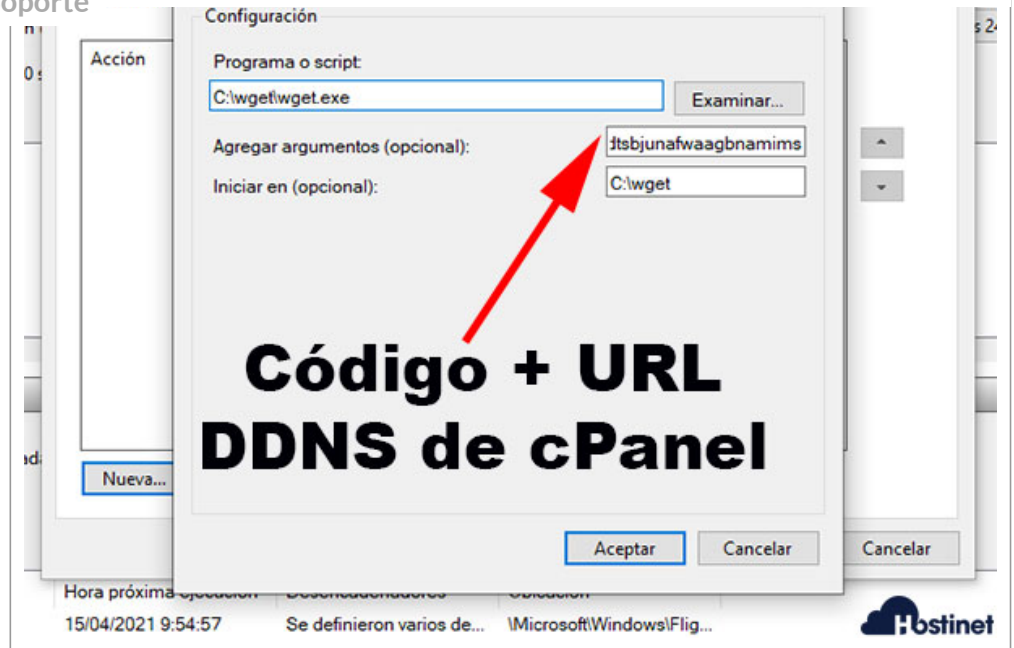 oporte
Configuración
Acción
Programa o script:
C:\wget\wget.exe
Examinar...
Agregar argumentos (opcional):
dtsbjunafwaagbnamims
Iniciar en (opcional):
C:\wget
Código + URL
DDNS de cPanel
Nueva...
Aceptar
Cancelar
Cancelar
Hora próxima
15/04/2021 9:54:57
Se definieron varios de...
\Microsoft\Windows\Flig...
Hostinet